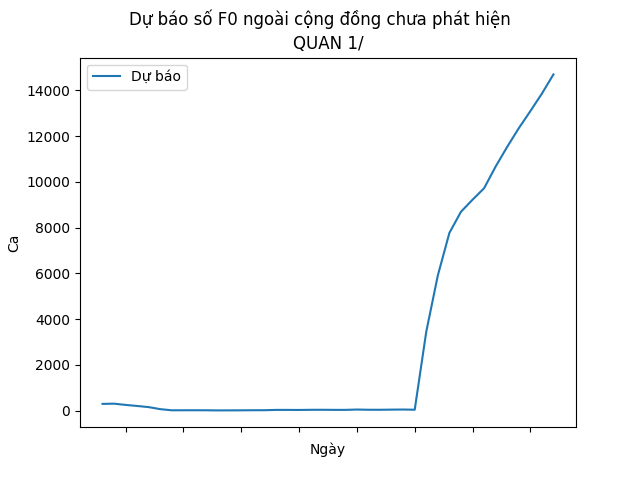 Dự báo số F0 ngoài cộng đồng chưa phát hiện
QUAN 1/
Dự báo
14000
12000
10000
8000
6000
4000
2000
0
Ca
Ngày